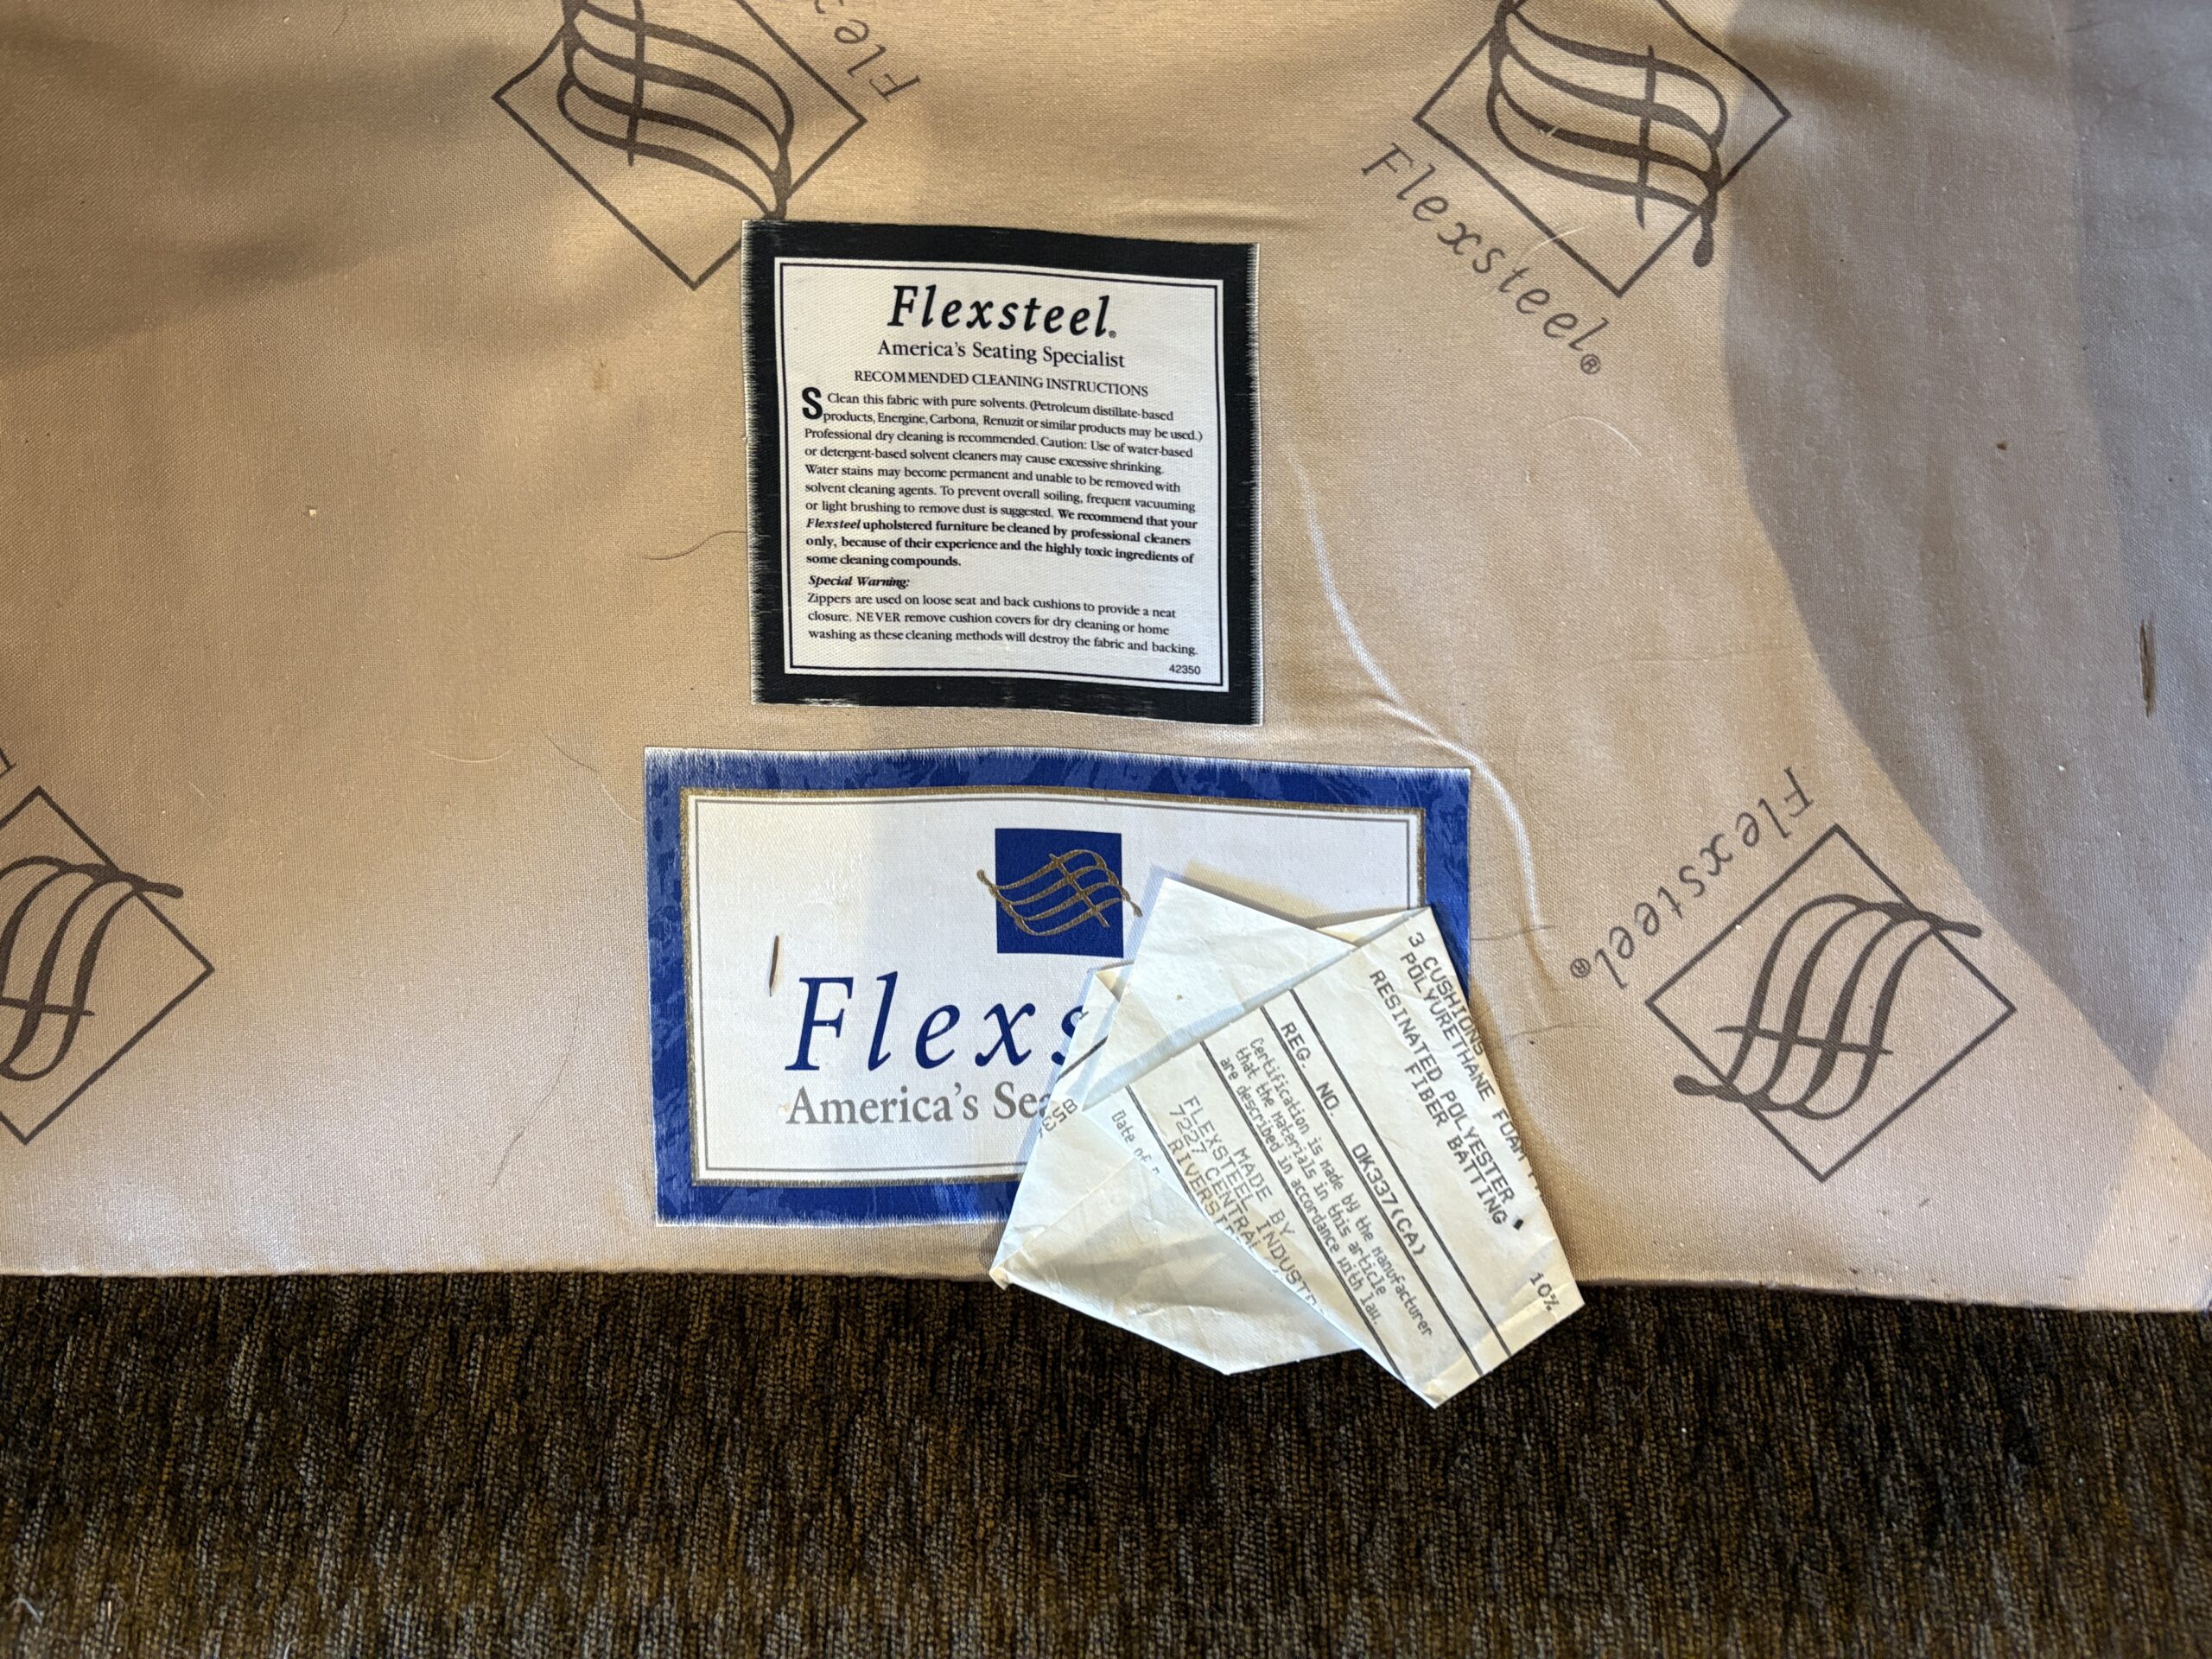 Fle
Flexsteel®
Flexsteel®
America's Seating Specialist
RECOMMENDED CLEANING INSTRUCTIONS
S Clean this fabric with pure solvents. (Petroleum distillate-based
products, Energine, Carbona, Renuzit or similar products may be used.)
Professional dry cleaning is recommended. Caution: Use of water-based
or detergent-based solvent cleaners may cause excessive shrinking.
Water stains may become permanent and unable to be removed with
solvent cleaning agents. To prevent overall soiling, frequent vacuuming
or light brushing to remove dust is suggested. We recommend that your
Flexsteel upholstered furniture be cleaned by professional cleaners
only, because of their experience and the highly toxic ingredients of
some cleaning compounds.
Special Warning:
Zippers are used on loose seat and back cushions to provide a neat
closure. NEVER remove cushion covers for dry cleaning or home
washing as these cleaning methods will destroy the fabric and backing.
42350
Flexsteel®
Flexs
America's Sea
3 CUSHIONS
POLYURETHANE FOAM
RESINATED POLYESTER
FIBER BATTING 10%
REG. NO. OK337(CA)
Certification is made by the manufacturer
that the materials in this article
are described in accordance with law.
MADE BY
FLEXSTEEL INDUSTR
7227 CENTRAL
RIVERSI
Date of